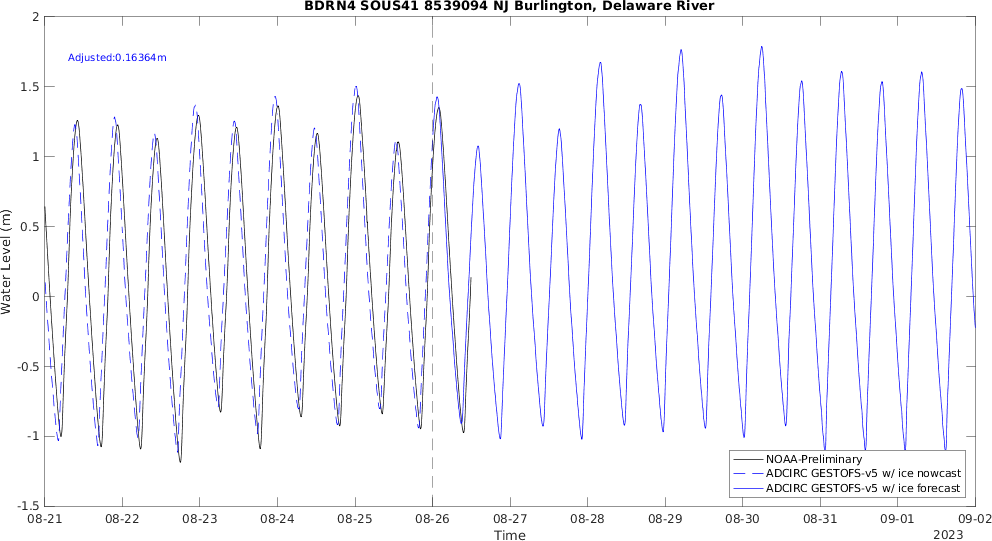 BDRN4 SOUS41 8539094 NJ Burlington, Delaware River
Adjusted:0.16364m
Water Level (m)
2
1.5
1
0.5
0
-0.5
-1
-1.5
NOAA-Preliminary
ADCIRC GESTOFS-v5 w/ ice nowcast
ADCIRC GESTOFS-v5 w/ ice forecast
08-21 08-22 08-23 08-24 08-25 08-26 08-27 08-28 08-29 08-30 08-31 09-01 09-02
Time
2023